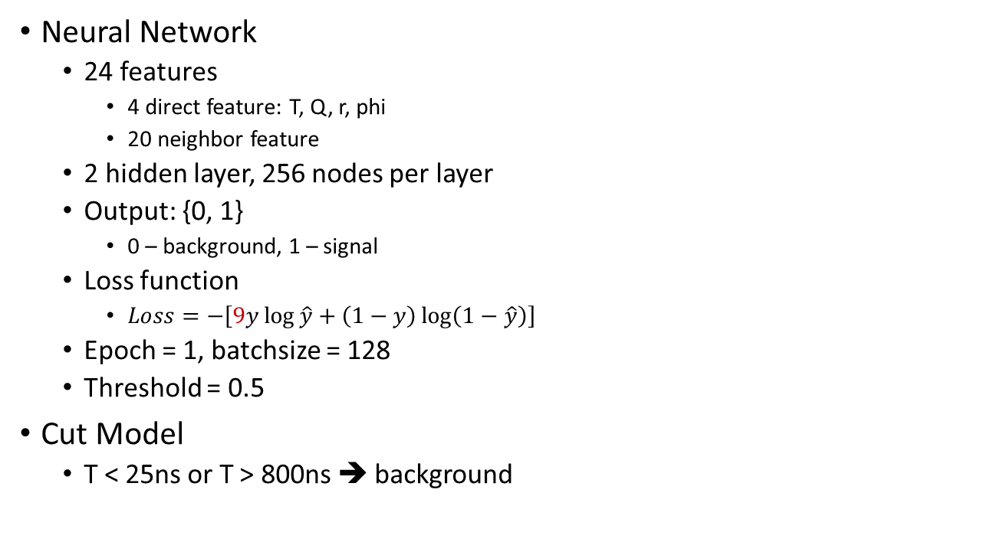 • Neural Network
• 24 features
• 4 direct feature: T, Q, r, phi
• 20 neighbor feature
• 2 hidden layer, 256 nodes per layer
• Output: {0, 1}
• 0 – background, 1 – signal
• Loss function
• 𝐿𝑜𝑠𝑠 = −[9𝑦 log 𝑦̂ + (1 − 𝑦) log(1 − 𝑦̂)]
• Epoch = 1, batchsize = 128
• Threshold = 0.5
• Cut Model
• T < 25ns or T > 800ns ➔ background